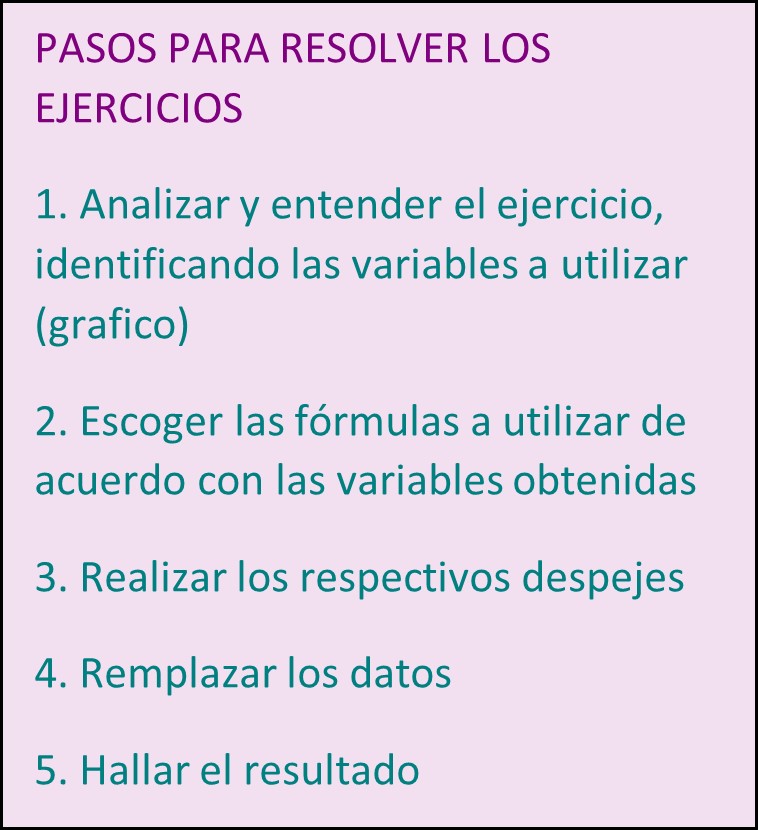 PASOS PARA RESOLVER LOS
EJERCICIOS
1. Analizar y entender el ejercicio,
identificando las variables a utilizar
(grafico)
2. Escoger las fórmulas a utilizar de
acuerdo con las variables obtenidas
3. Realizar los respectivos despejes
4. Remplazar los datos
5. Hallar el resultado